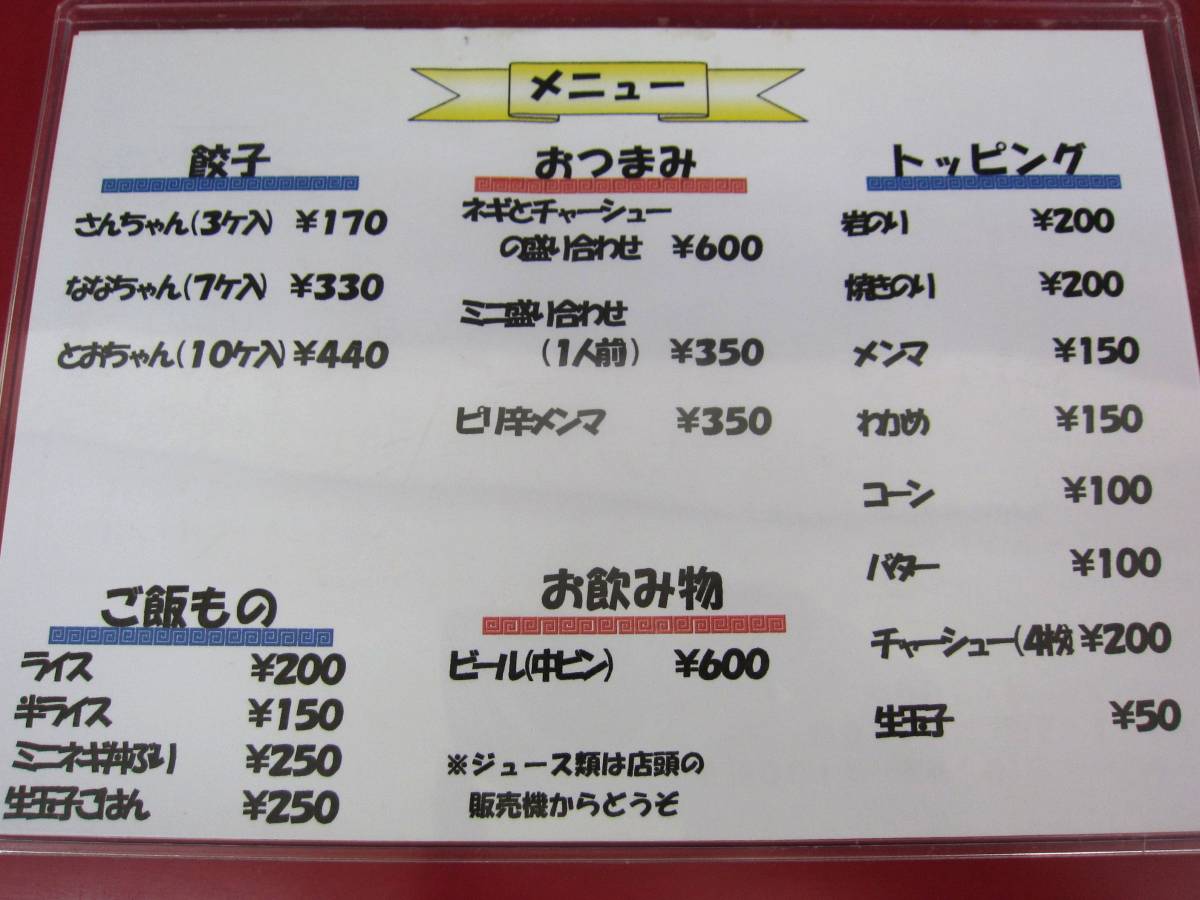 メニュー
餃子
さんちゃん(3ケ入) ¥170
ななちゃん(7ケ入) ¥330
とおちゃん(10ケ入) ¥440
おつまみ
ネギとチャーシュー
の盛り合わせ ¥600
ミニ盛り合わせ
(1人前) ¥350
ピリ辛メンマ ¥350
トッピング
岩のり ¥200
焼きのり ¥200
メンマ ¥150
わかめ ¥150
コーン ¥100
バター ¥100
チャーシュー(4枚) ¥200
生玉子 ¥50
ご飯もの
ライス ¥200
半ライス ¥150
ミニネギ丼ぶり ¥250
生玉子ごはん ¥250
お飲み物
ビール(中ビン) ¥600
※ジュース類は店頭の
販売機からどうぞ